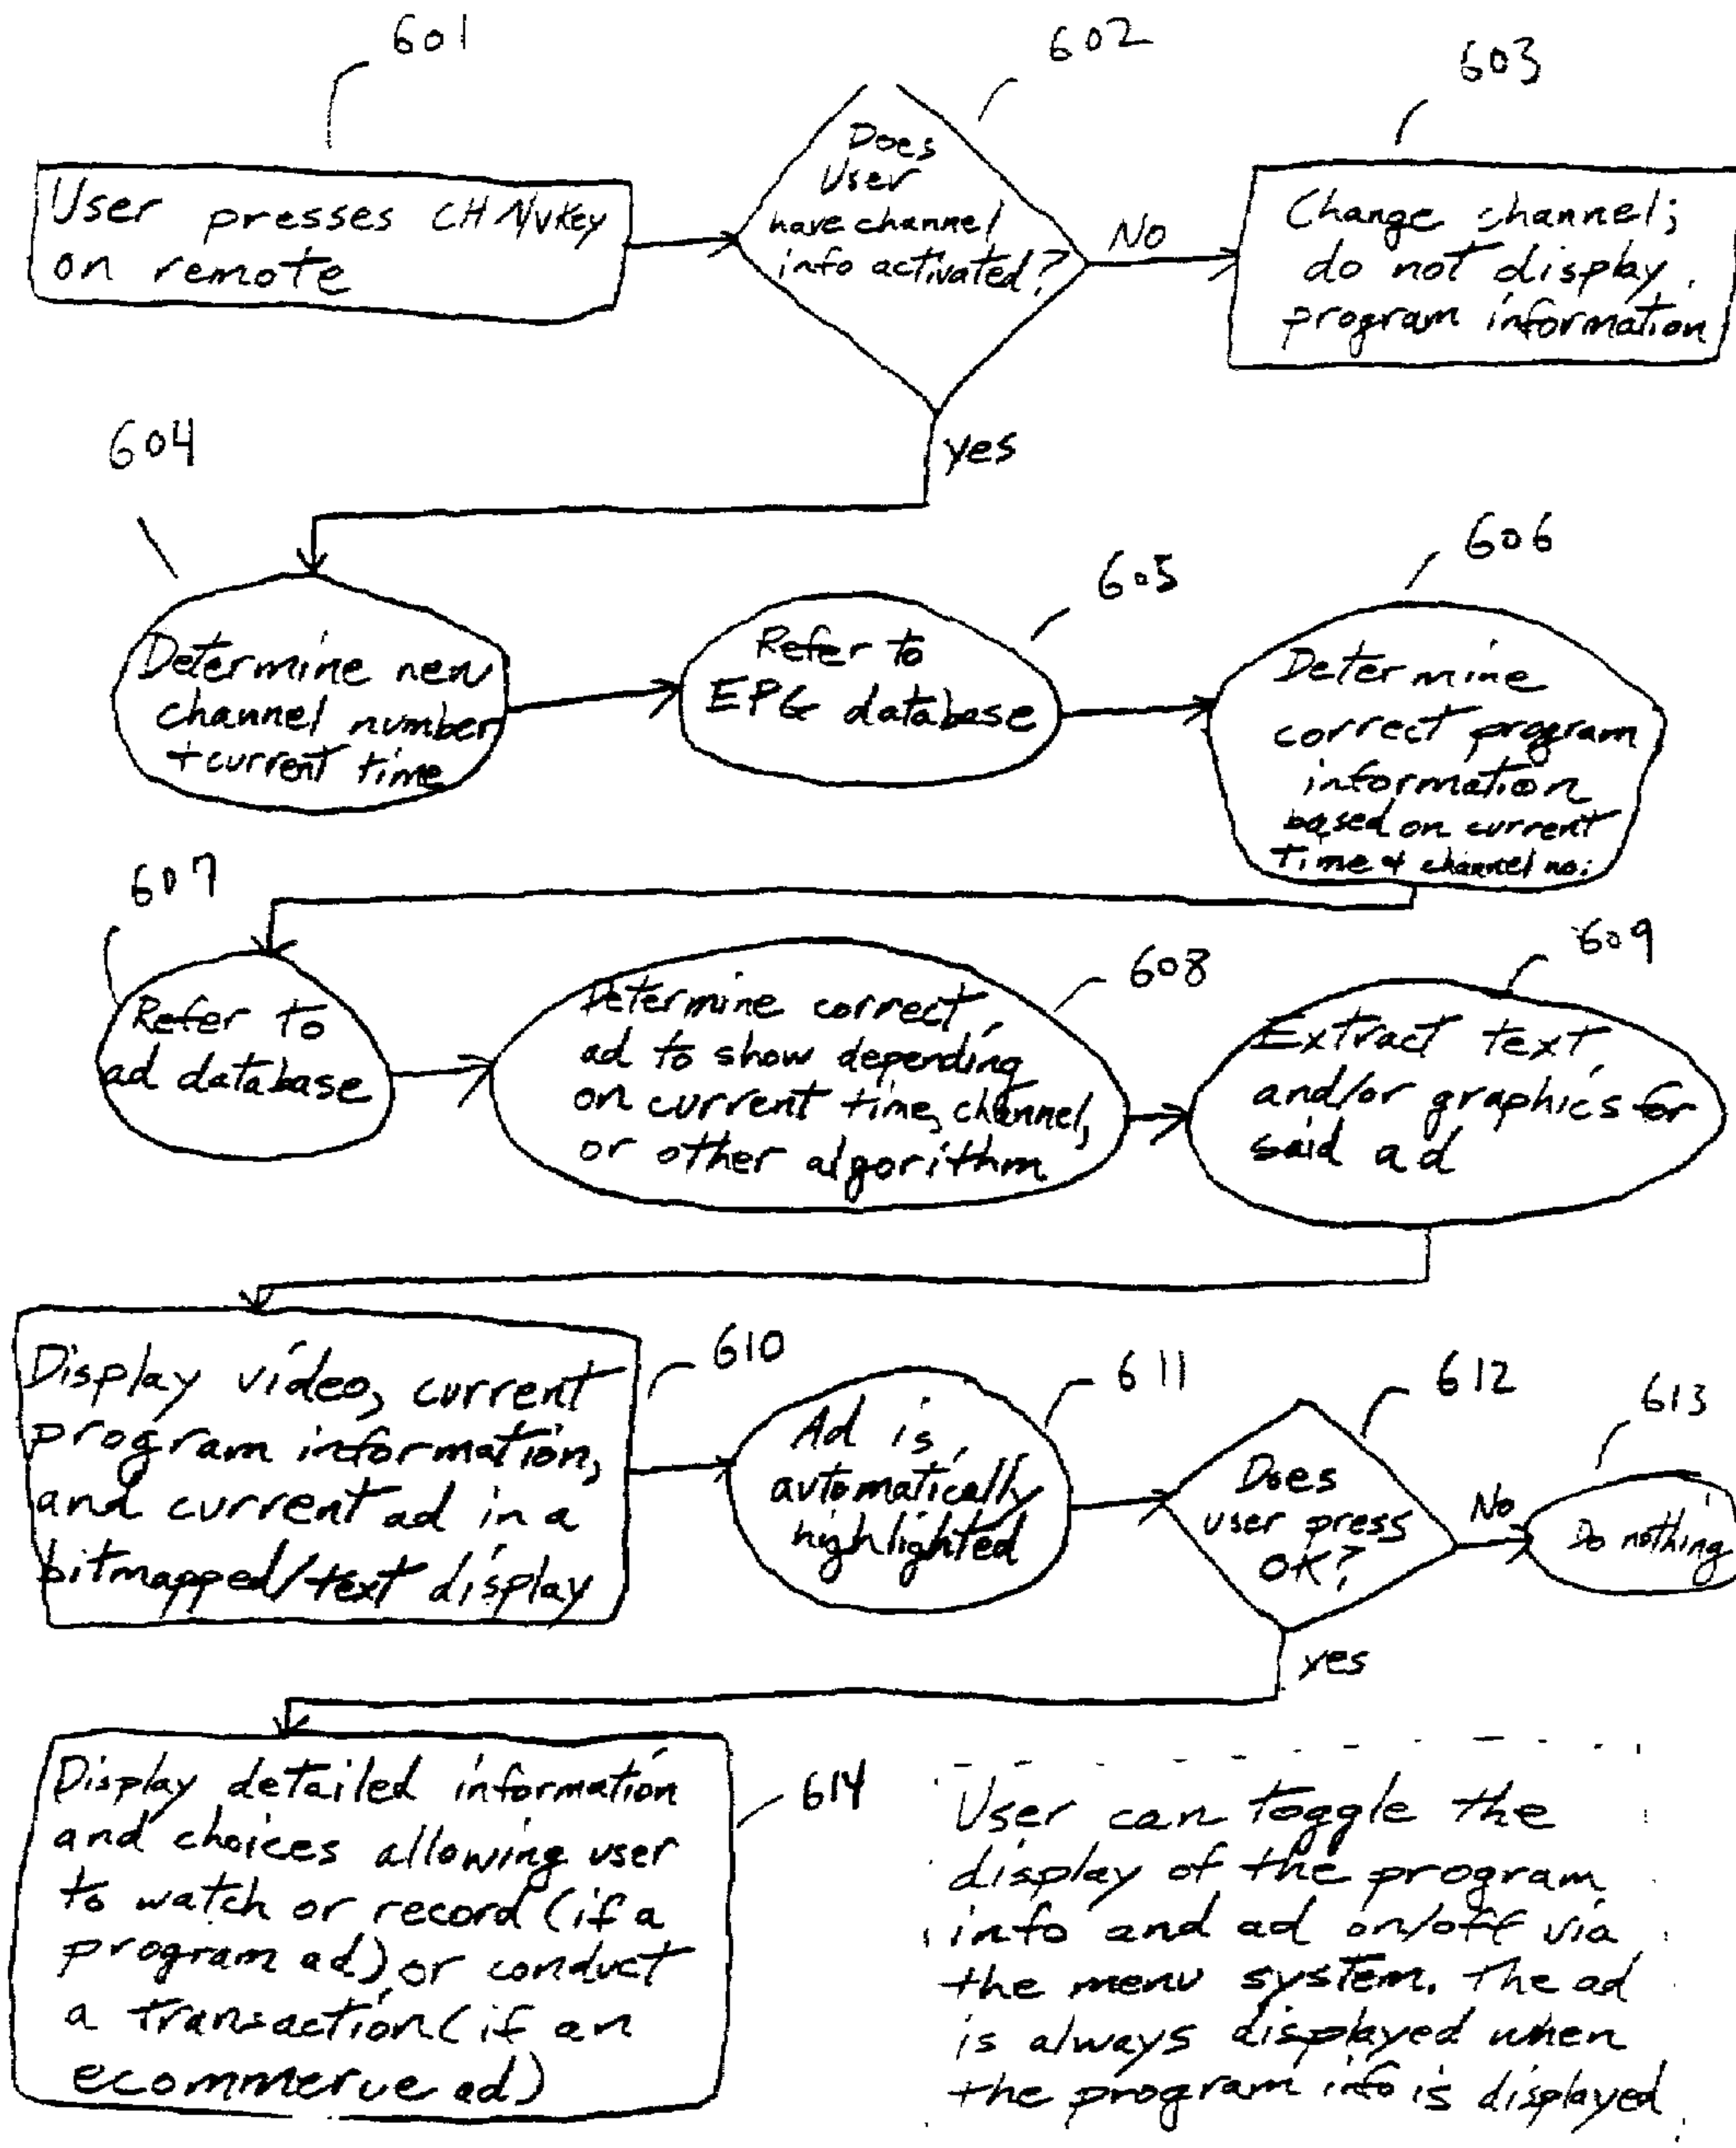 601
602
603
User presses CH ∧/∨ Key
on remote
Does
User
have channel
info activated?
No
Change channel;
do not display
program information
yes
604
605
606
Determine new
channel number
+ current time
Refer to
EPG database
Determine
correct program
information
based on current
time & channel no.
607
608
609
Refer to
ad database
Determine correct
ad to show depending
on current time, channel,
or other algorithm
Extract text
and/or graphics for
said ad
610
611
612
613
Display video, current
program information,
and current ad in a
bitmapped/text display
Ad is
automatically
highlighted
Does
user press
OK?
No
Do nothing
yes
614
Display detailed information
and choices allowing user
to watch or record (if a
program ad), or conduct
a transaction (if an
ecommerve ad)
User can toggle the
display of the program
info and ad on/off via
the menu system. The ad
is always displayed when
the program info is displayed